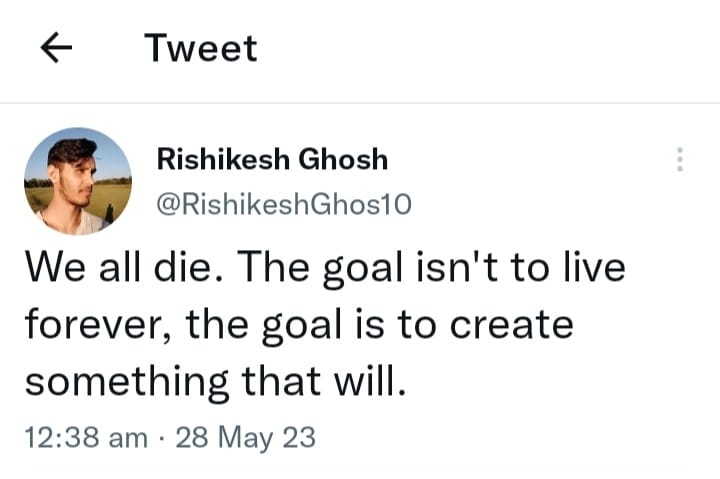 Tweet
Rishikesh Ghosh
@RishikeshGhos10
We all die. The goal isn't to live
forever, the goal is to create
something that will.
12:38 am · 28 May 23